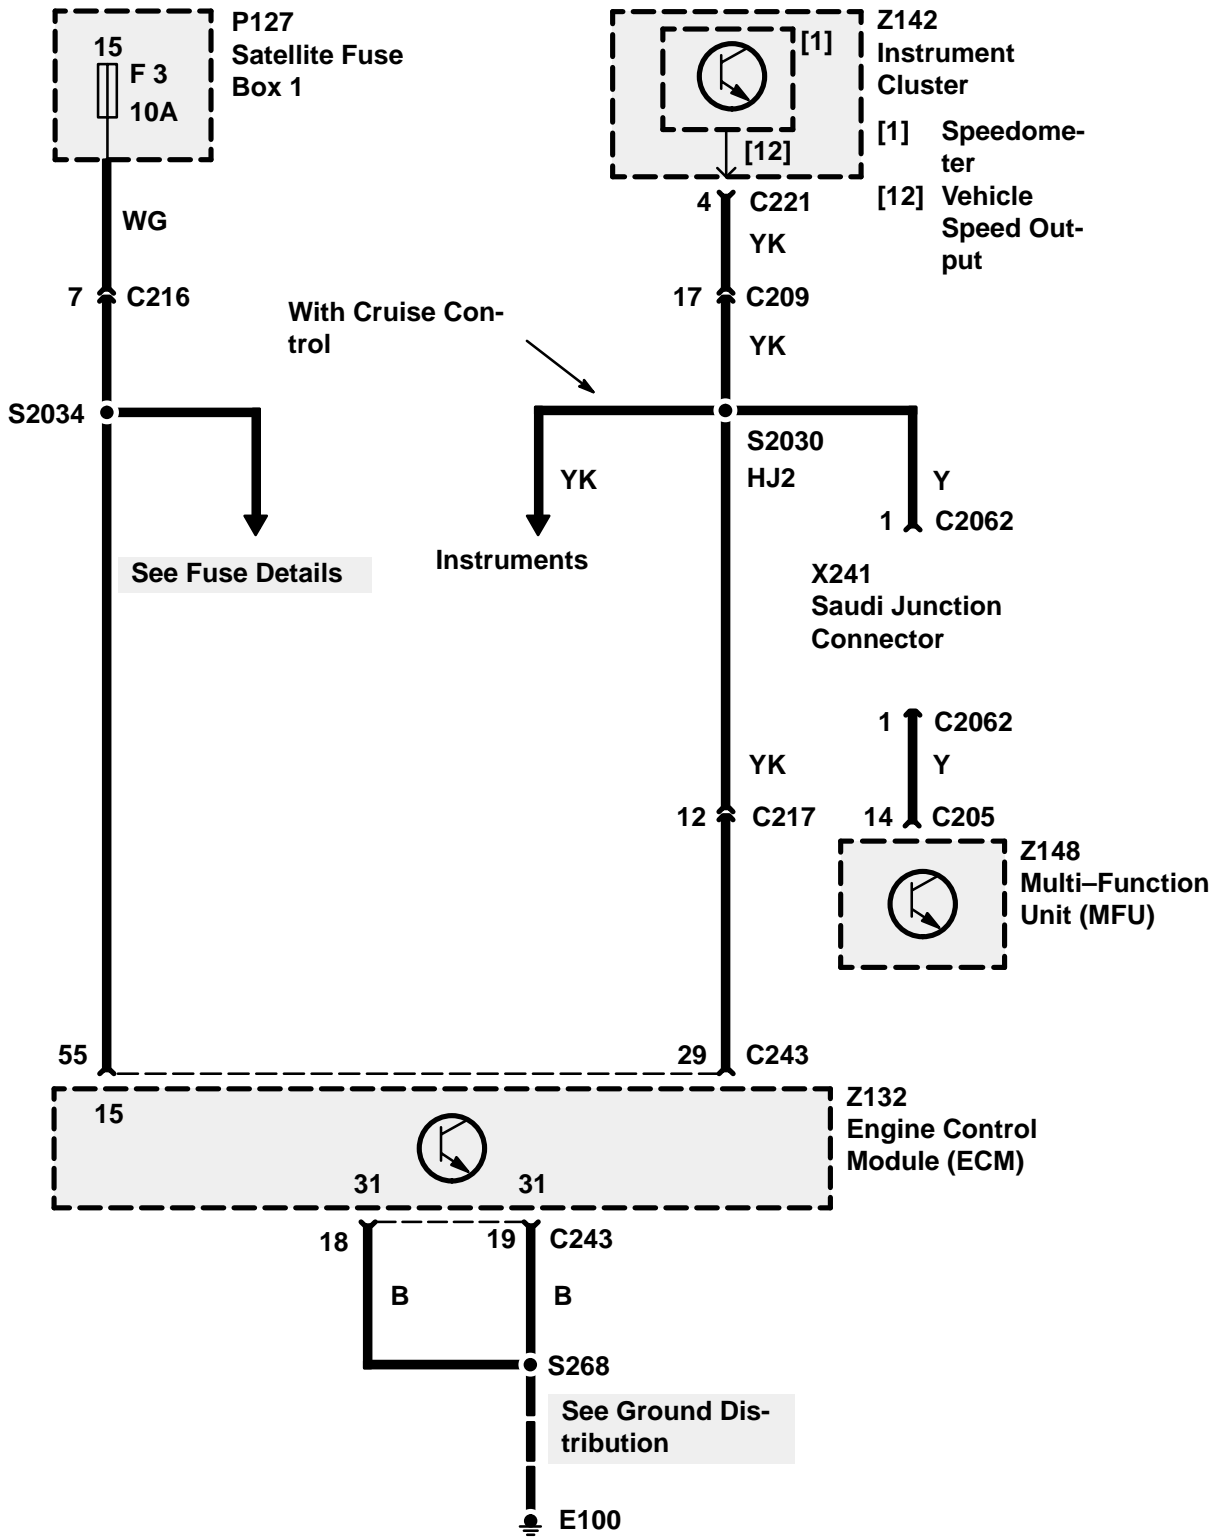 P127
Satellite Fuse
Box 1
15
F 3
10A
WG
7
C216
S2034
See Fuse Details
With Cruise Con-
trol
Z142
Instrument
Cluster
[1]
[12]
[1] Speedome-
ter
[12] Vehicle
Speed Out-
put
4 C221
YK
17 C209
YK
S2030
HJ2
YK
Instruments
Y
1 C2062
X241
Saudi Junction
Connector
1 C2062
Y
YK
12 C217
14 C205
Z148
Multi–Function
Unit (MFU)
55
29 C243
15
Z132
Engine Control
Module (ECM)
31 31
18 19 C243
B B
S268
See Ground Dis-
tribution
E100